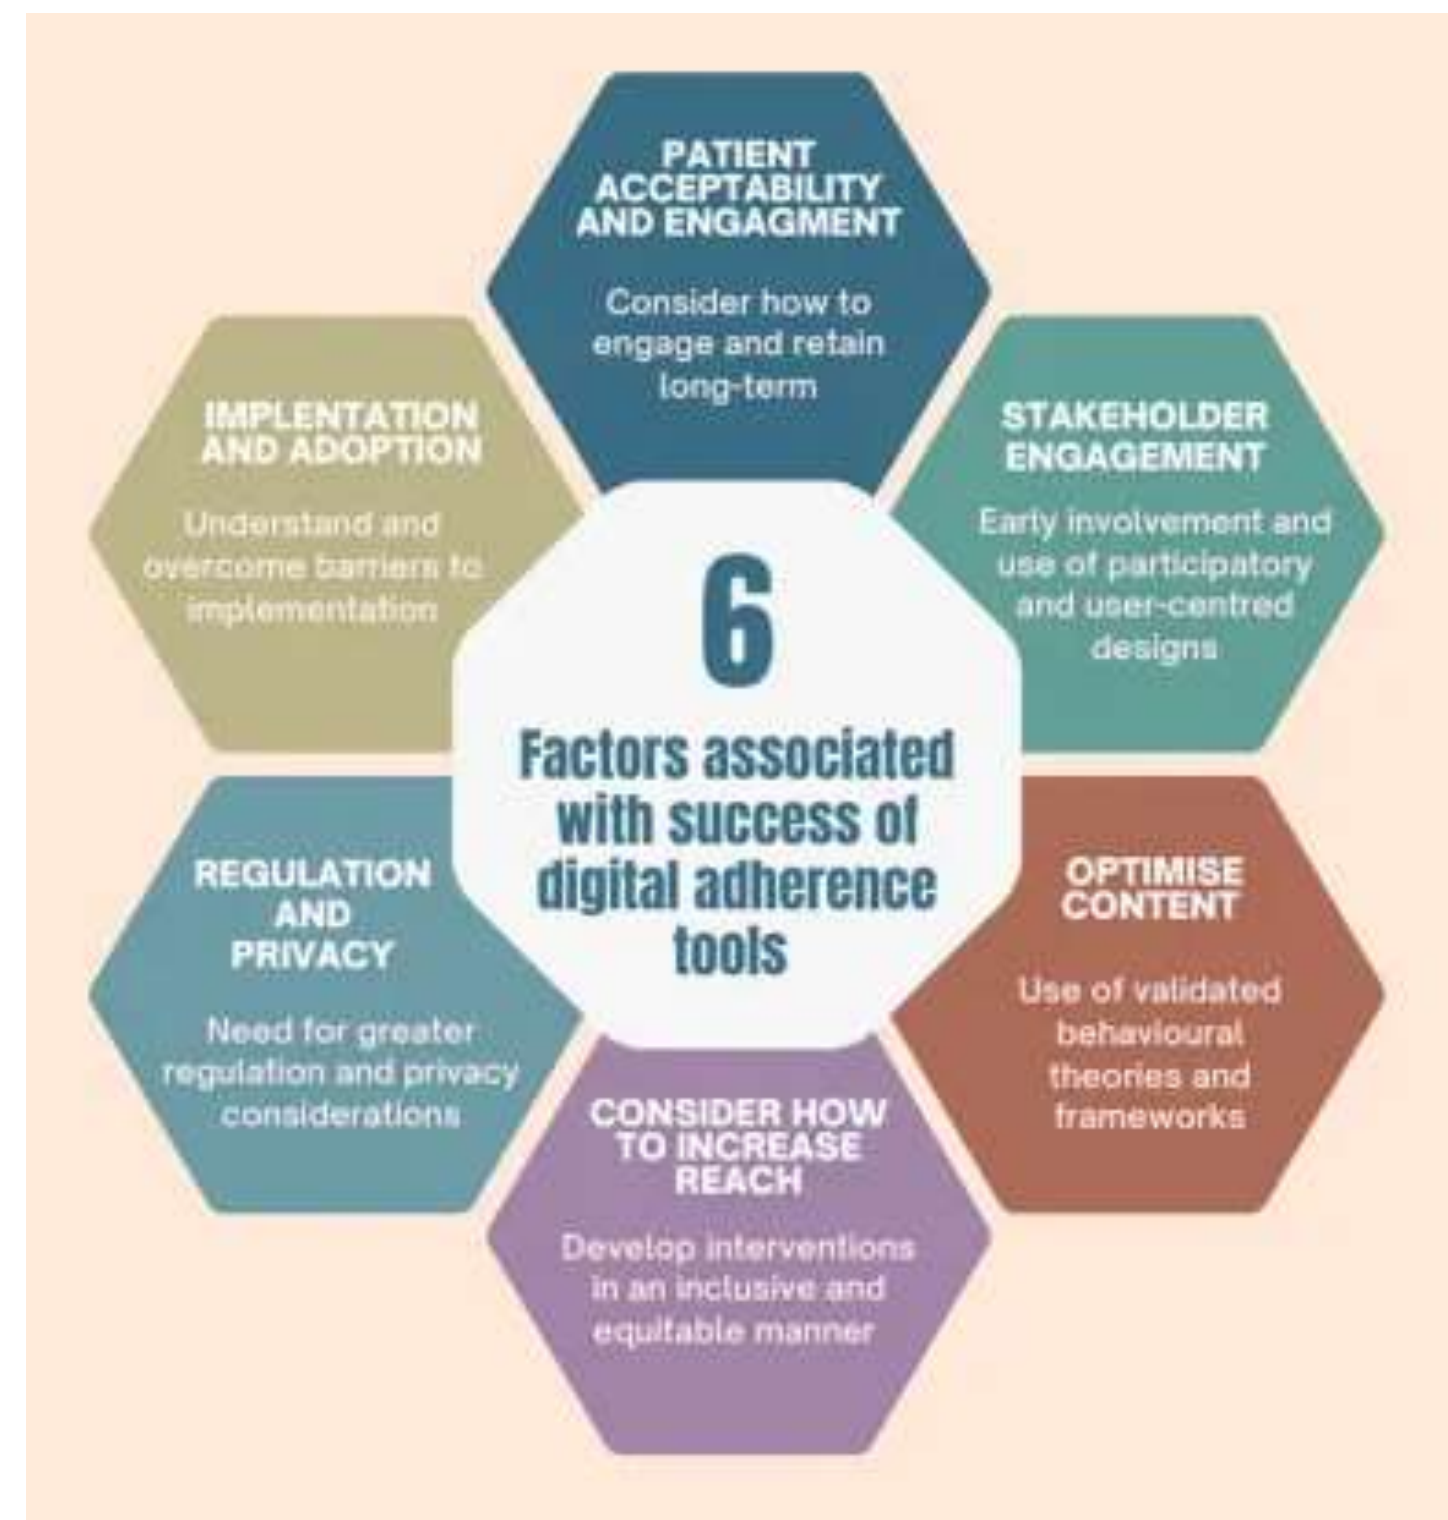 PATIENT
ACCEPTABILITY
AND ENGAGMENT
Consider how to
engage and retain
long-term
STAKEHOLDER
ENGAGEMENT
Early involvement and
use of participatory
and user-centred
designs
OPTIMISE
CONTENT
Use of validated
behavioural
theories and
frameworks
CONSIDER HOW
TO INCREASE
REACH
Develop interventions
in an inclusive and
equitable manner
REGULATION
AND
PRIVACY
Need for greater
regulation and privacy
considerations
IMPLENTATION
AND ADOPTION
Understand and
overcome barriers to
implementation
6
Factors associated
with success of
digital adherence
tools